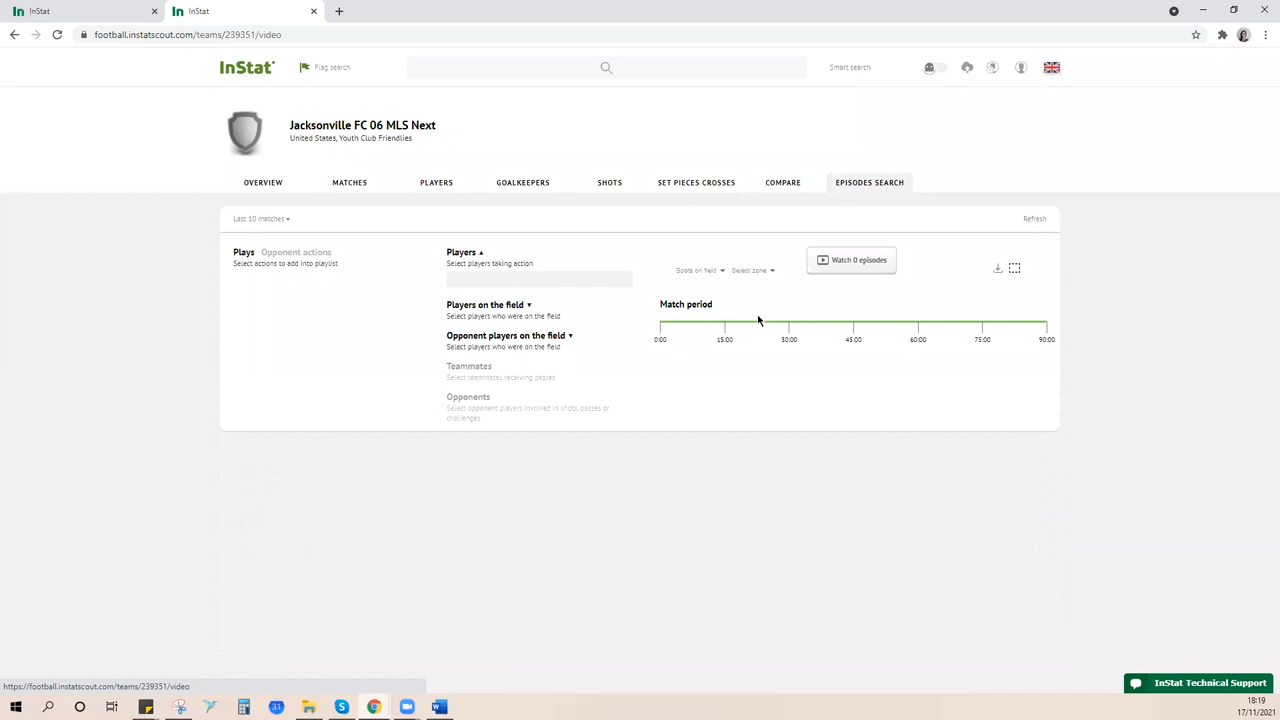 InStat
InStat
football.instatscout.com/teams/239351/video
InStat
Flag search
Smart search
Jacksonville FC 06 MLS Next
United States, Youth Club Friendlies
OVERVIEW
MATCHES
PLAYERS
GOALKEEPERS
SHOTS
SET PIECES CROSSES
COMPARE
EPISODES SEARCH
Last 10 matches
Refresh
Plays Opponent actions
Select actions to add into playlist
Players
Select players taking action
Players on the field
Select players who were on the field
Opponent players on the field
Select players who were on the field
Teammates
Select teammates receiving passes
Opponents
Select opponent players involved in shots, passes or
challenges
Spots on field
Select zone
Watch 0 episodes
Match period
0:00 15:00 30:00 45:00 60:00 75:00 90:00
https://football.instatscout.com/teams/239351/video
InStat Technical Support
31
18:19
17/11/2021